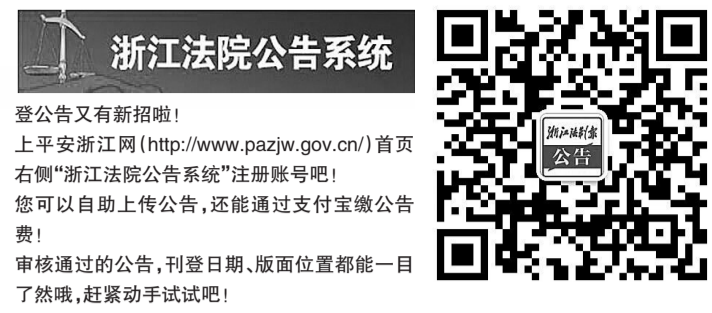 浙江法院公告系统
登公告又有新招啦!
上平安浙江网(http://www.pazjw.gov.cn/)首页
右侧“浙江法院公告系统”注册账号吧!
您可以自助上传公告,还能通过支付宝缴公告
费!
审核通过的公告,刊登日期、版面位置都能一目
了然哦,赶紧动手试试吧!
浙江法制报
公告